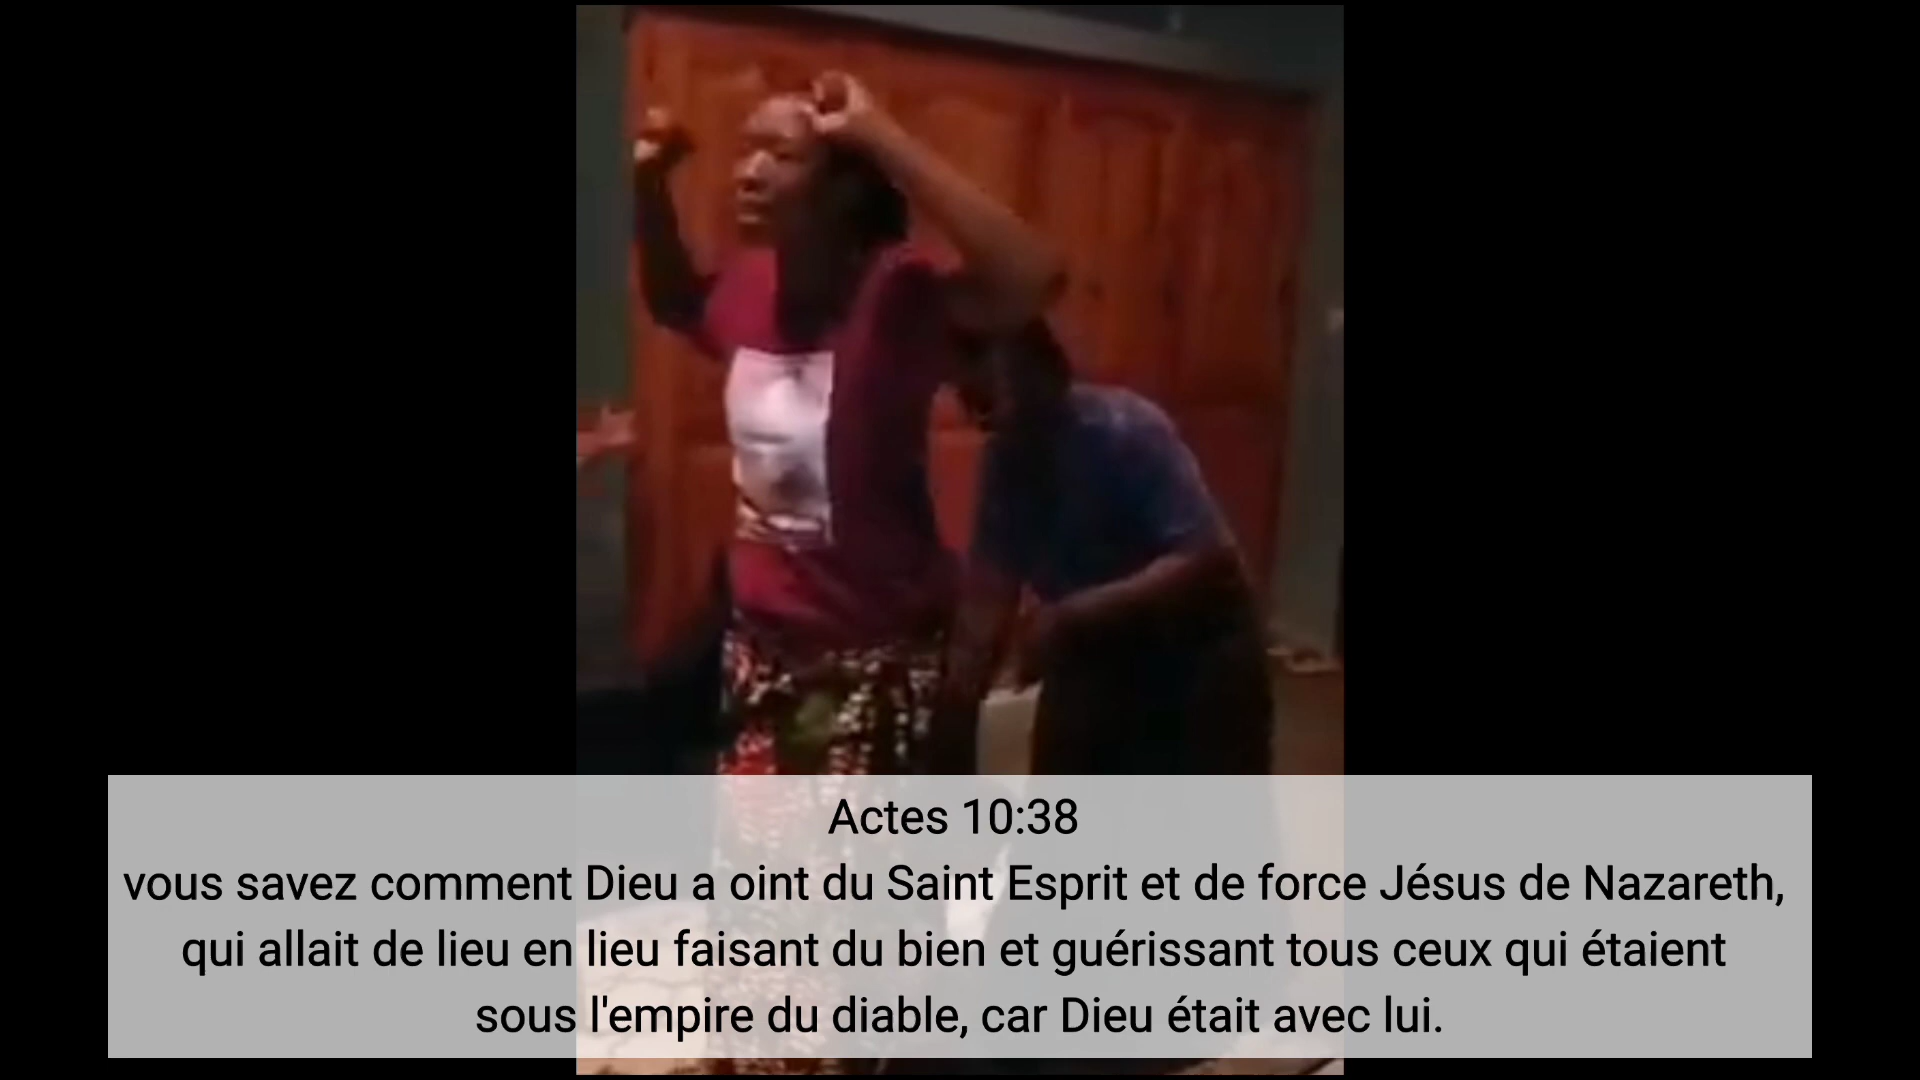 Actes 10:38
vous savez comment Dieu a oint du Saint Esprit et de force Jésus de Nazareth,
qui allait de lieu en lieu faisant du bien et guérissant tous ceux qui étaient
sous l'empire du diable, car Dieu était avec lui.